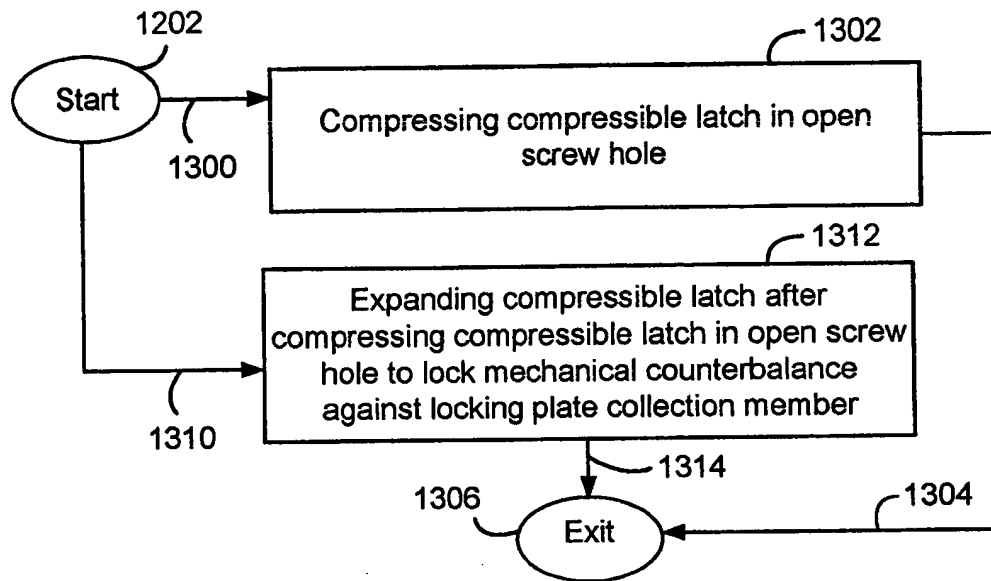 1202
1302
Start
Compressing compressible latch in open
screw hole
1300
1312
Expanding compressible latch after
compressing compressible latch in open screw
hole to lock mechanical counterbalance
against locking plate collection member
1310
1314
1306
1304
Exit